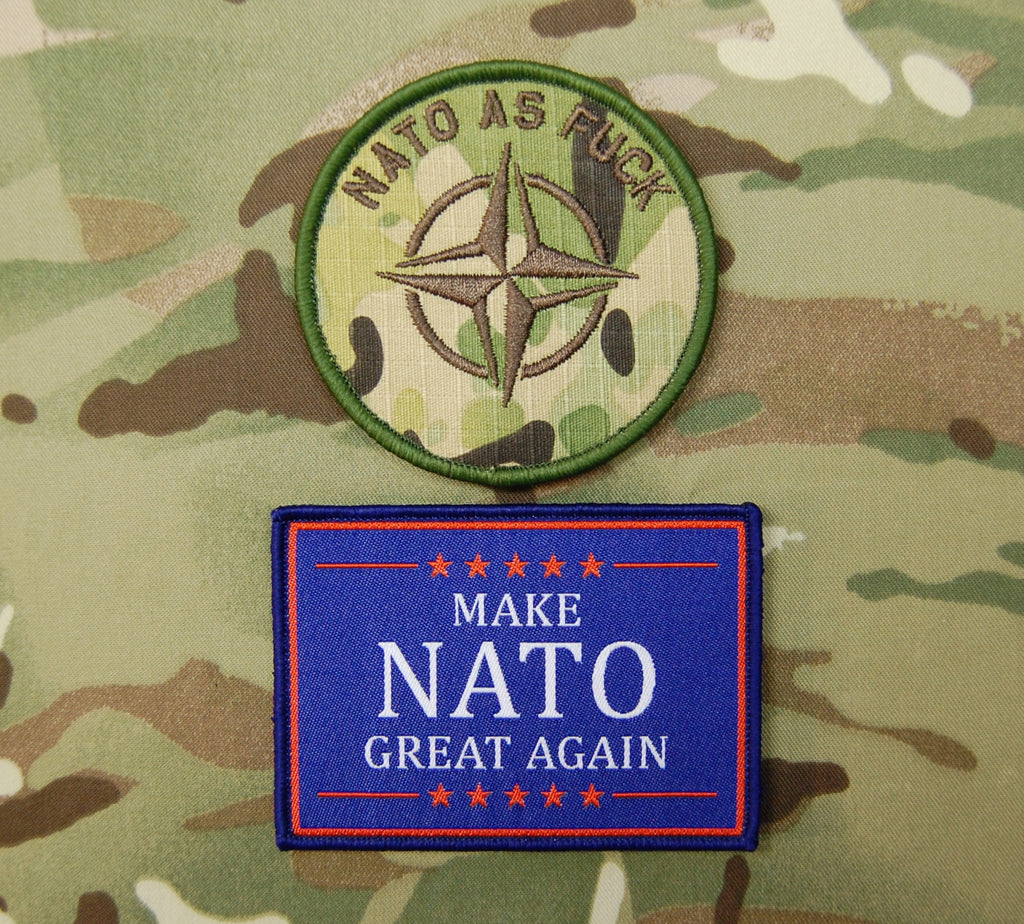 NATO AS FUCK
MAKE
NATO
GREAT AGAIN